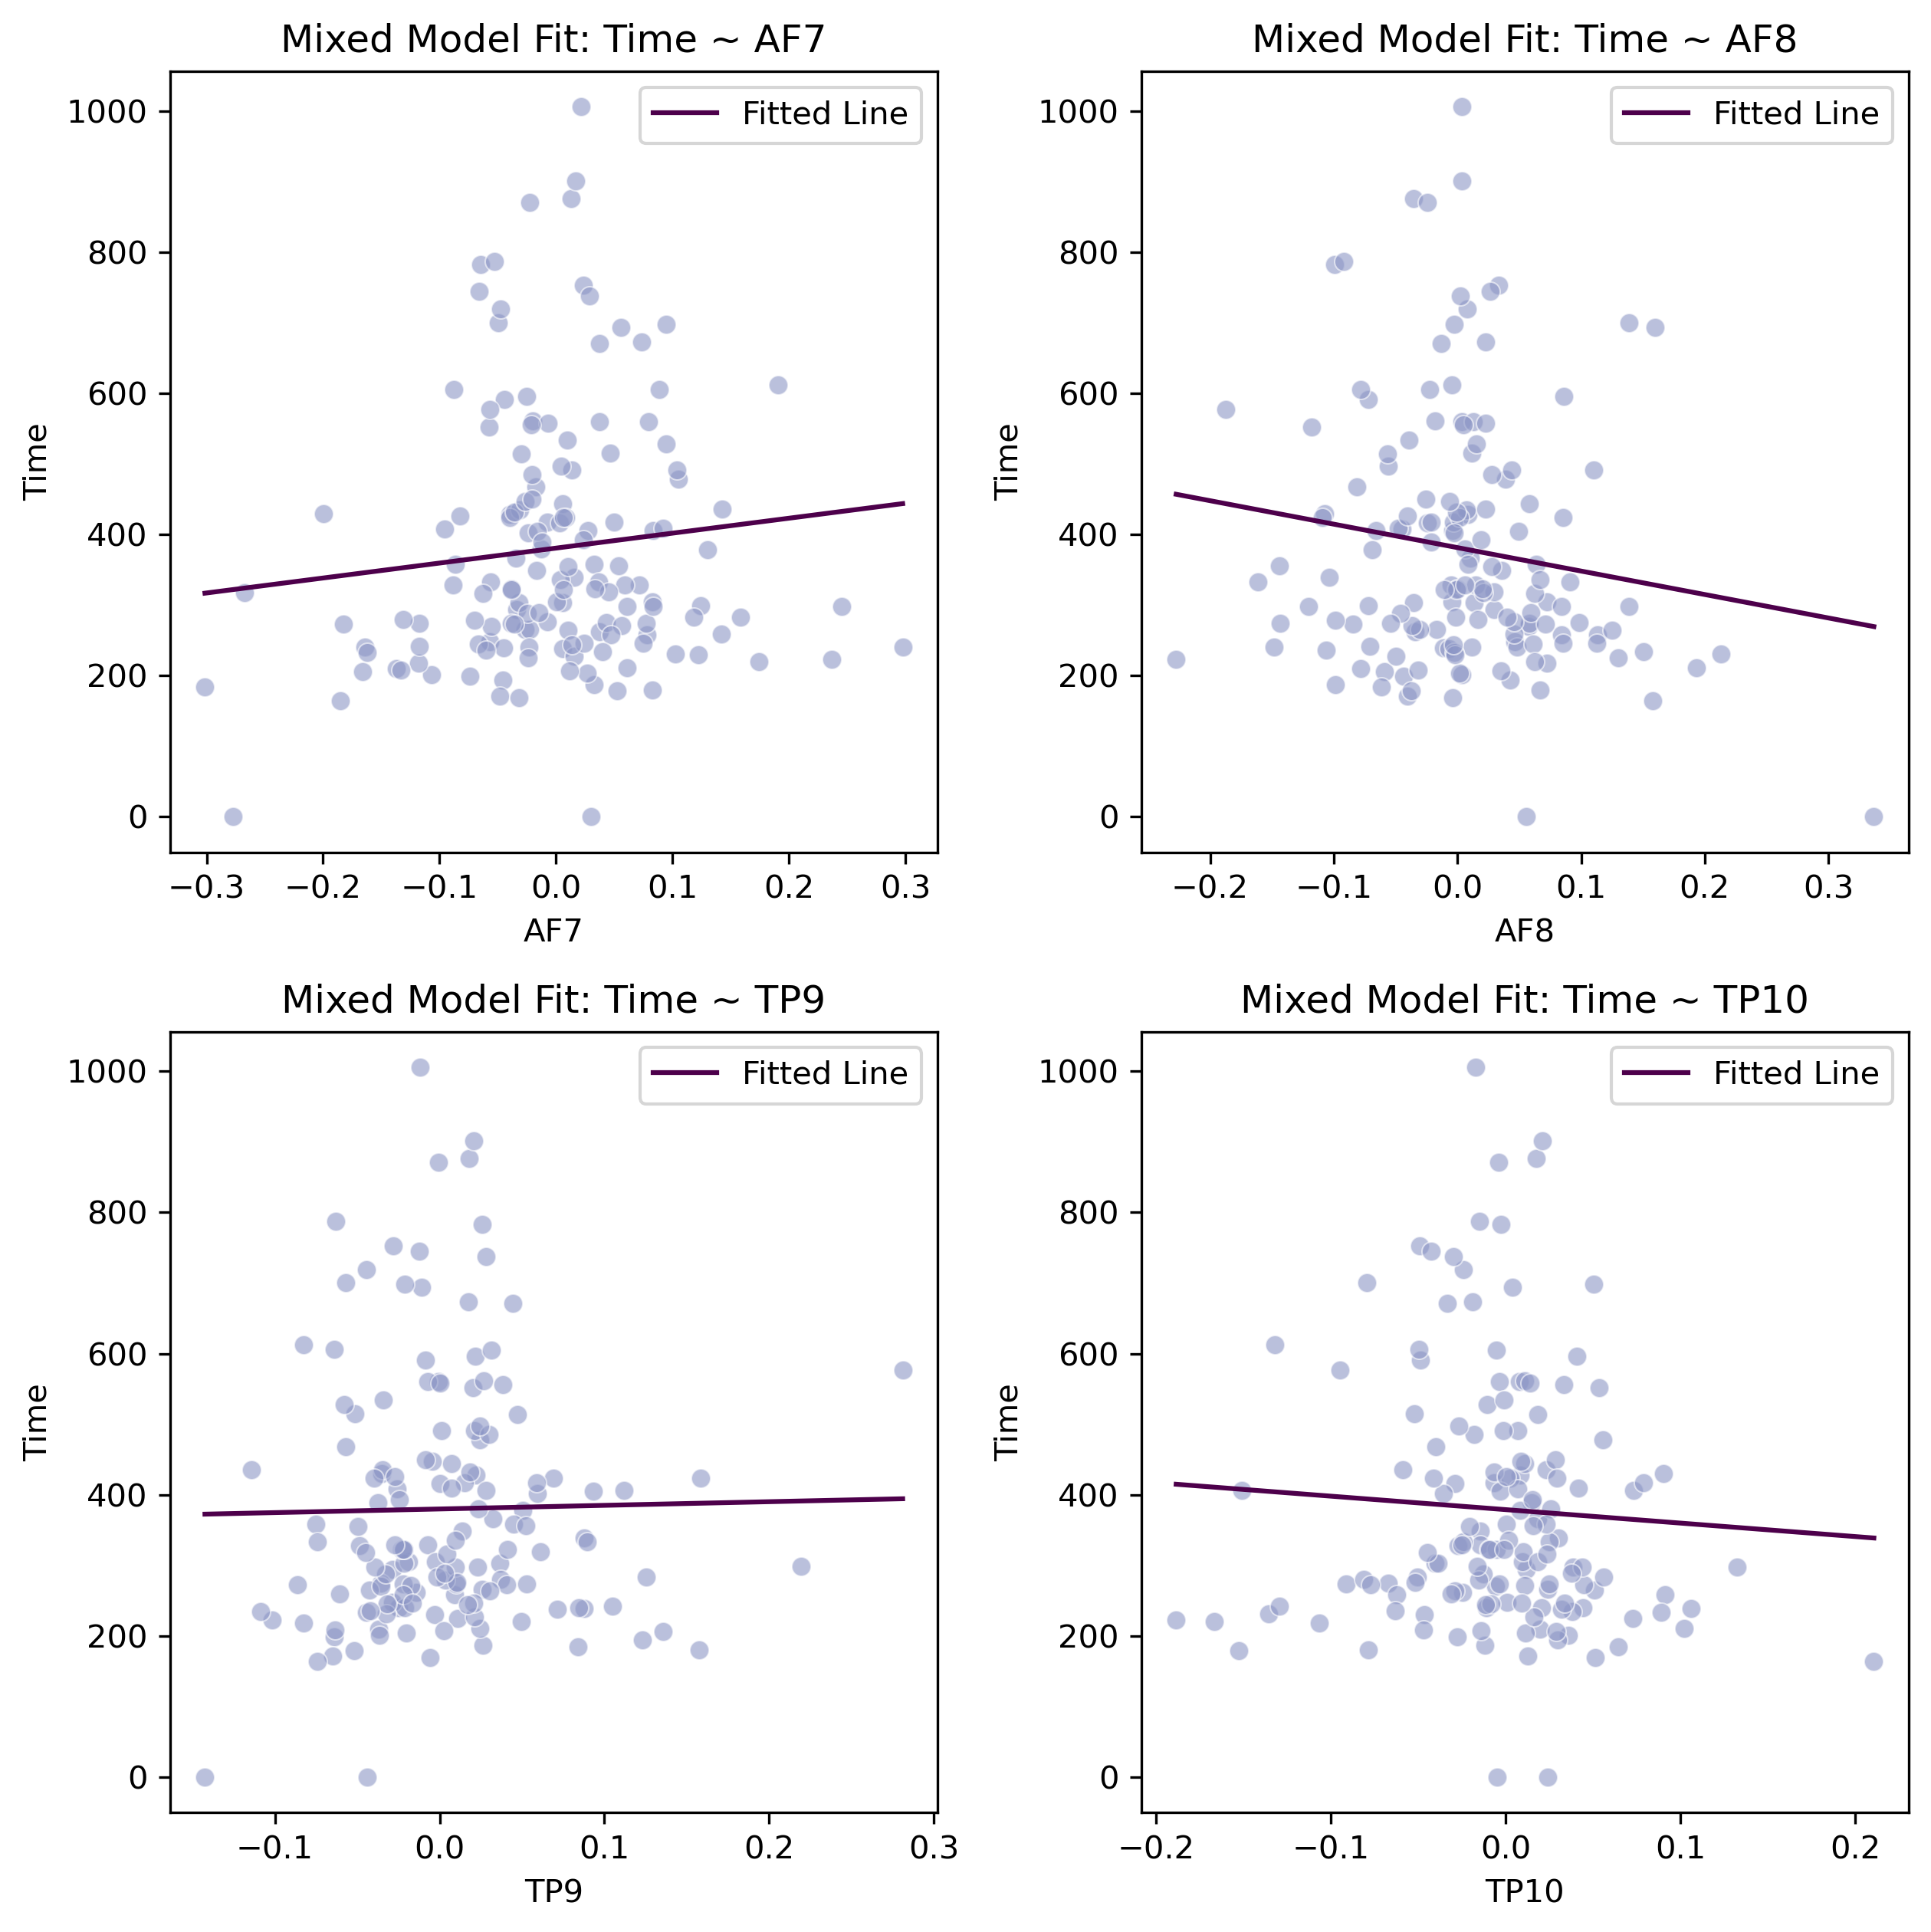 Mixed Model Fit: Time ~ AF7
Fitted Line
1000
800
600
400
200
0
Time
−0.3 −0.2 −0.1 0.0 0.1 0.2 0.3
AF7
Mixed Model Fit: Time ~ AF8
Fitted Line
1000
800
600
400
200
0
Time
−0.2 −0.1 0.0 0.1 0.2 0.3
AF8
Mixed Model Fit: Time ~ TP9
Fitted Line
1000
800
600
400
200
0
Time
−0.1 0.0 0.1 0.2 0.3
TP9
Mixed Model Fit: Time ~ TP10
Fitted Line
1000
800
600
400
200
0
Time
−0.2 −0.1 0.0 0.1 0.2
TP10